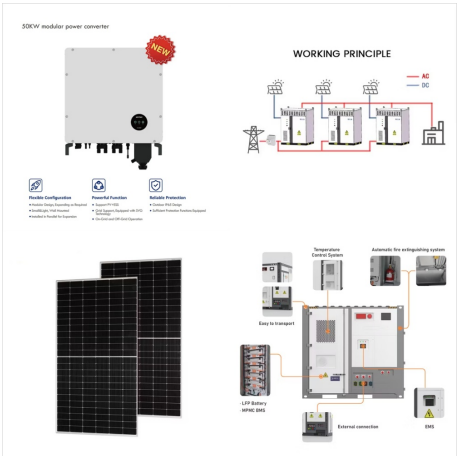 50KW modular power converter
NEW
WORKING PRINCIPLE
AC
DC
Flexible Configuration
Powerful Function
Reliable Protection
Temperature
Control System
Automatic fire extinguishing system
Easy to transport
· LFP Battery
· MPMC BMS
External connection
EMS